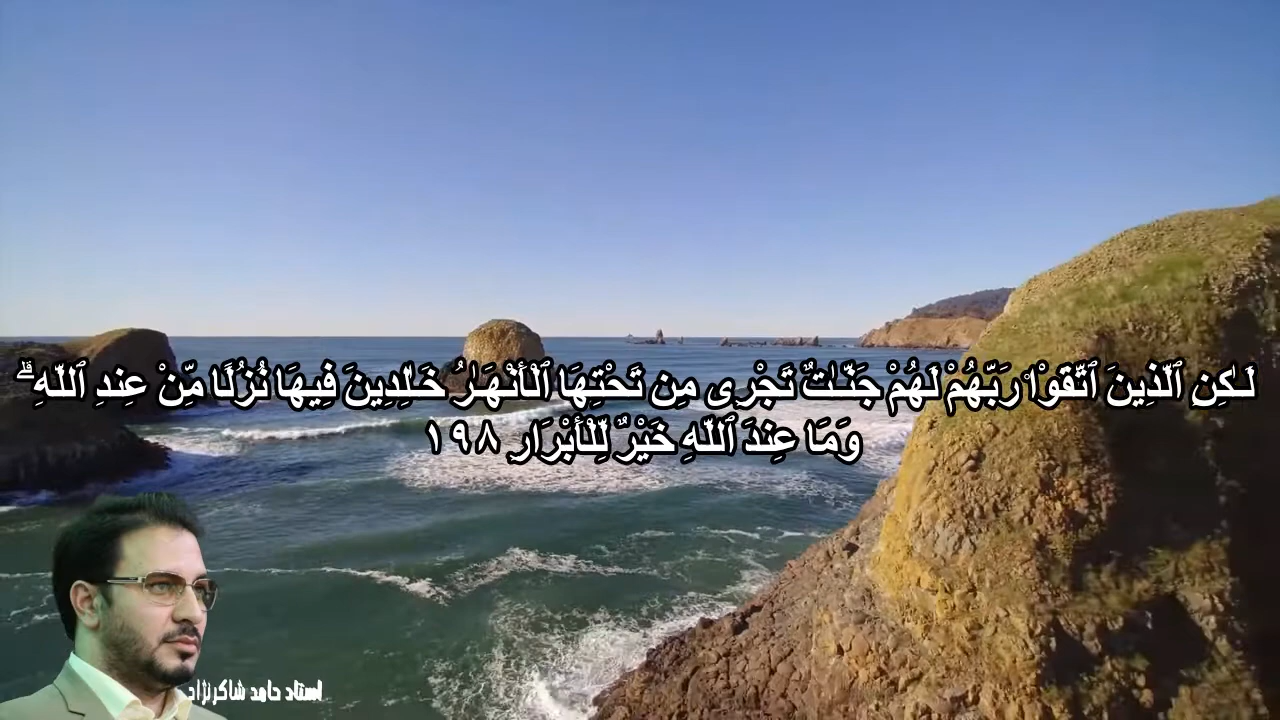 لَـٰكِنِ ٱلَّذِينَ ٱتَّقَوْا۟ رَبَّهُمْ لَهُمْ جَنَّـٰتٌ تَجْرِى مِن تَحْتِهَا ٱلْأَنْهَـٰرُ خَـٰلِدِينَ فِيهَا نُزُلًا مِّنْ عِندِ ٱللَّهِ ۗ
وَمَا عِندَ ٱللَّهِ خَيْرٌ لِّلْأَبْرَارِ ١٩٨
استاد حامد شاکرنژاد